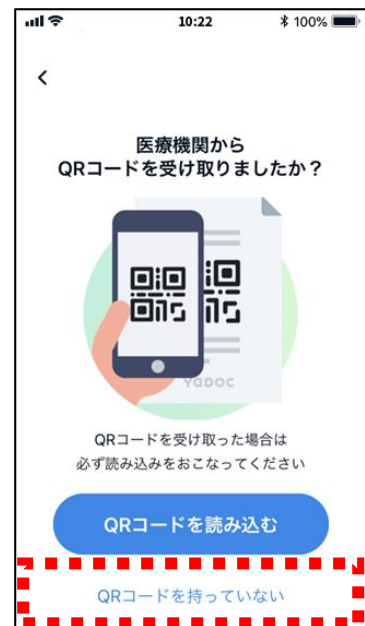 10:22 100%
医療機関から
QRコードを受け取りましたか？
YaDOC
QRコードを受け取った場合は
必ず読み込みをおこなってください
QRコードを読み込む
QRコードを持っていない